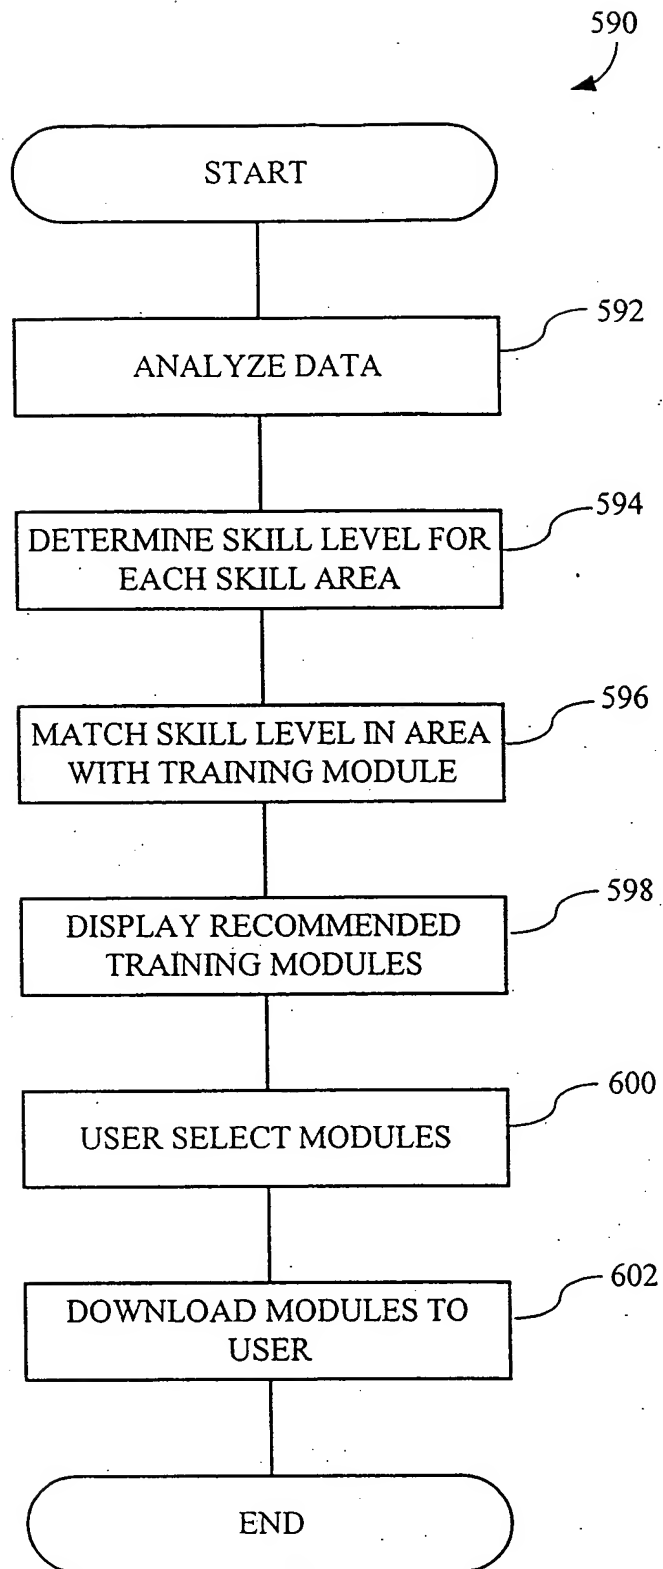 590
START
592
ANALYZE DATA
594
DETERMINE SKILL LEVEL FOR
EACH SKILL AREA
596
MATCH SKILL LEVEL IN AREA
WITH TRAINING MODULE
598
DISPLAY RECOMMENDED
TRAINING MODULES
600
USER SELECT MODULES
602
DOWNLOAD MODULES TO
USER
END